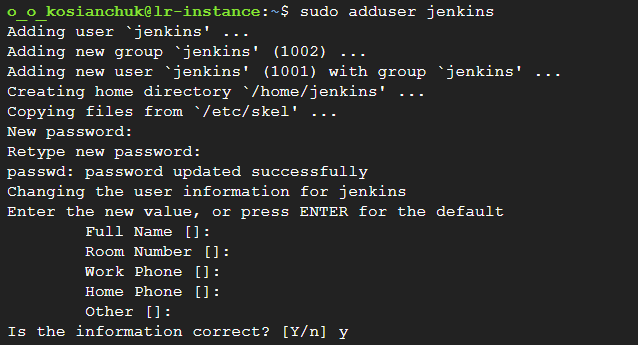 o_o_kosianchuk@lr-instance:~$ sudo adduser jenkins
Adding user `jenkins' ...
Adding new group `jenkins' (1002) ...
Adding new user `jenkins' (1001) with group `jenkins' ...
Creating home directory `/home/jenkins' ...
Copying files from `/etc/skel' ...
New password:
Retype new password:
passwd: password updated successfully
Changing the user information for jenkins
Enter the new value, or press ENTER for the default
        Full Name []:
        Room Number []:
        Work Phone []:
        Home Phone []:
        Other []:
Is the information correct? [Y/n] y